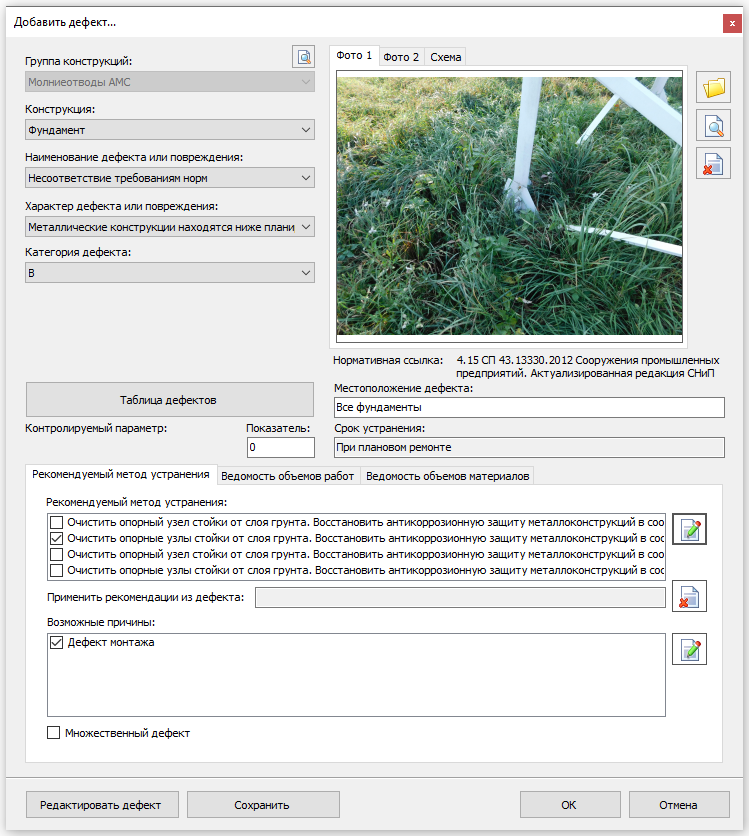 Добавить дефект...
x
Группа конструкций:
Молниеотводы АМС
Конструкция:
Фундамент
Наименование дефекта или повреждения:
Несоответствие требованиям норм
Характер дефекта или повреждения:
Металлические конструкции находятся ниже плани
Категория дефекта:
В
Фото 1 Фото 2 Схема
Нормативная ссылка: 4.15 СП 43.13330.2012 Сооружения промышленных
предприятий. Актуализированная редакция СНиП
Таблица дефектов
Местоположение дефекта:
Все фундаменты
Контролируемый параметр: Показатель:
0
Срок устранения:
При плановом ремонте
Рекомендуемый метод устранения Ведомость объемов работ Ведомость объемов материалов
Рекомендуемый метод устранения:
Очистить опорный узел стойки от слоя грунта. Восстановить антикоррозионную защиту металлоконструкций в соо
Очистить опорные узлы стойки от слоя грунта. Восстановить антикоррозионную защиту металлоконструкций в соо
Очистить опорный узел стойки от слоя грунта. Восстановить антикоррозионную защиту металлоконструкций в соо
Очистить опорные узлы стойки от слоя грунта. Восстановить антикоррозионную защиту металлоконструкций в соо
Применить рекомендации из дефекта:
Возможные причины:
Дефект монтажа
Множественный дефект
Редактировать дефект Сохранить ОК Отмена